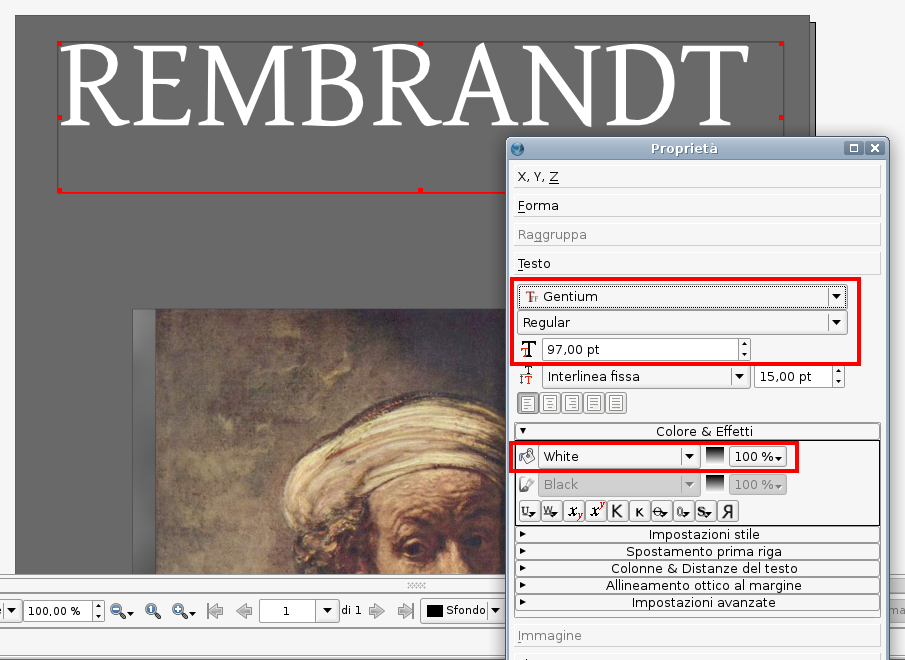 REMBRANDT
Proprietà
X, Y, Z
Forma
Raggruppa
Testo
Gentium
Regular
97,00 pt
Interlinea fissa 15,00 pt
Colore & Effetti
White 100 %
Black 100 %
Impostazioni stile
Spostamento prima riga
Colonne & Distanze del testo
Allineamento ottico al margine
Impostazioni avanzate
Immagine
100,00 % 1 di 1 Sfondo